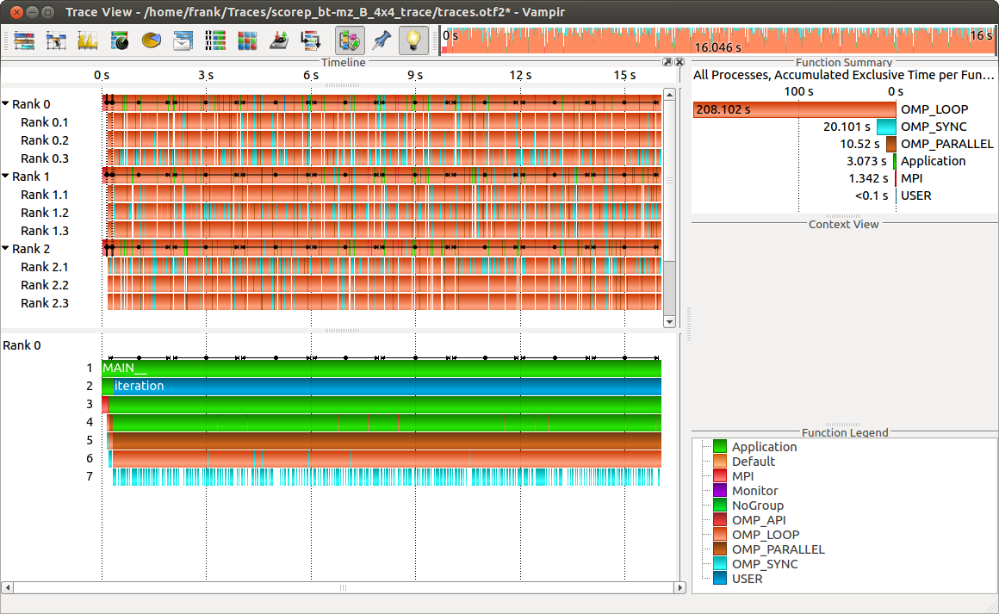 Trace View - /home/frank/Traces/scorep_bt-mz_B_4x4_trace/traces.otf2* - Vampir
0 s 16 s
16.046 s
Timeline
0 s 3 s 6 s 9 s 12 s 15 s
Rank 0
Rank 0.1
Rank 0.2
Rank 0.3
Rank 1
Rank 1.1
Rank 1.2
Rank 1.3
Rank 2
Rank 2.1
Rank 2.2
Rank 2.3
Rank 0
1 MAIN__
2 iteration
3
4
5
6
7
Function Summary
All Processes, Accumulated Exclusive Time per Fun...
100 s 0 s
208.102 s OMP_LOOP
20.101 s OMP_SYNC
10.52 s OMP_PARALLEL
3.073 s Application
1.342 s MPI
<0.1 s USER
Context View
Function Legend
Application
Default
MPI
Monitor
NoGroup
OMP_API
OMP_LOOP
OMP_PARALLEL
OMP_SYNC
USER